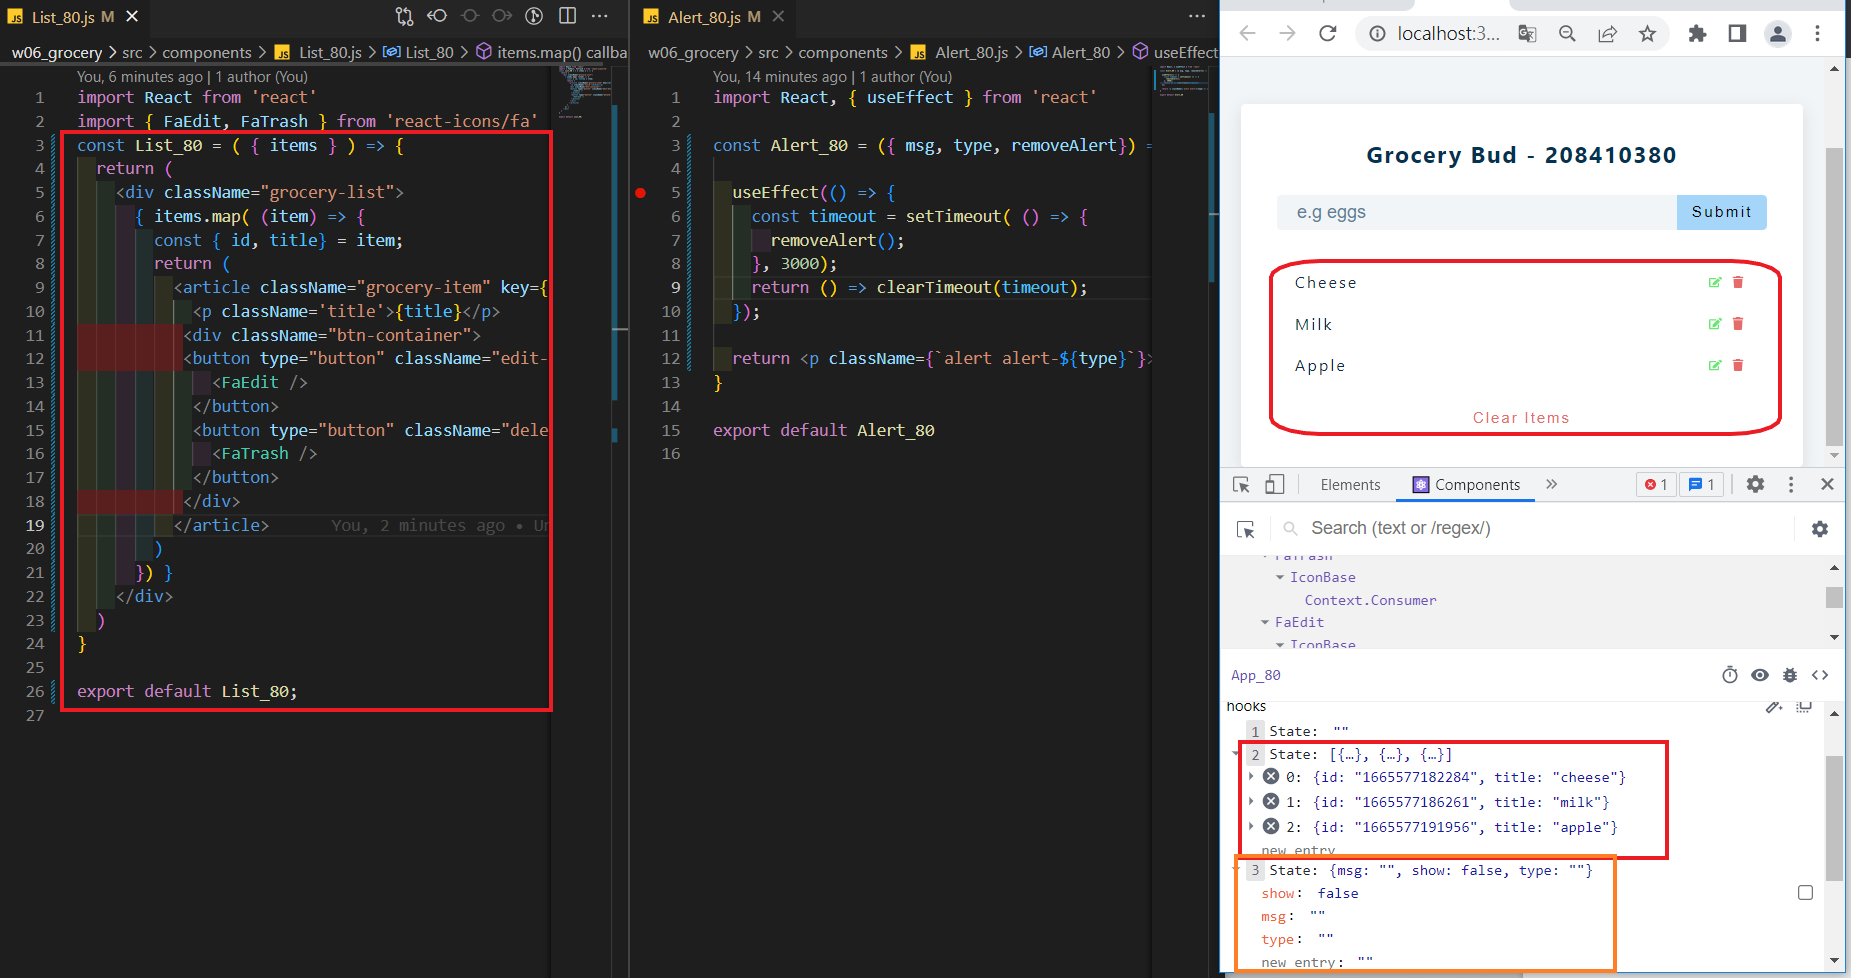 JS List_80.js M
w06_grocery > src > components > JS List_80.js > List_80 > items.map() callba
You, 6 minutes ago | 1 author (You)
1 import React from 'react'
2 import { FaEdit, FaTrash } from 'react-icons/fa'
3 const List_80 = ( { items } ) => {
4 return (
5 <div className="grocery-list">
6 { items.map( (item) => {
7 const { id, title} = item;
8 return (
9 <article className="grocery-item" key={
10 <p className='title'>{title}</p>
11 <div className="btn-container">
12 <button type="button" className="edit-
13 <FaEdit />
14 </button>
15 <button type="button" className="dele
16 <FaTrash />
17 </button>
18 </div>
19 </article> You, 2 minutes ago • Un
20 )
21 }) }
22 </div>
23 )
24 }
25
26 export default List_80;
27
JS Alert_80.js M
w06_grocery > src > components > JS Alert_80.js > Alert_80 > useEffect
You, 14 minutes ago | 1 author (You)
1 import React, { useEffect } from 'react'
2
3 const Alert_80 = ({ msg, type, removeAlert}) =
4
5 useEffect(() => {
6 const timeout = setTimeout( () => {
7 removeAlert();
8 }, 3000);
9 return () => clearTimeout(timeout);
10 });
11
12 return <p className={`alert alert-${type}`}>
13 }
14
15 export default Alert_80
16
localhost:3...
Grocery Bud - 208410380
e.g eggs
Submit
Cheese
Milk
Apple
Clear Items
Elements
Components
1
1
Search (text or /regex/)
FaTrash
IconBase
Context.Consumer
FaEdit
IconBase
App_80
hooks
1 State: ""
2 State: [{…}, {…}, {…}]
0: {id: "1665577182284", title: "cheese"}
1: {id: "1665577186261", title: "milk"}
2: {id: "1665577191956", title: "apple"}
new entry
3 State: {msg: "", show: false, type: ""}
show: false
msg: ""
type: ""
new entry: ""